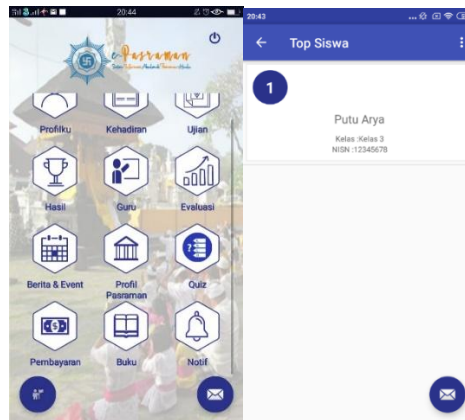 20:44
e-Pasraman
Profilku
Kehadiran
Ujian
Hasil
Guru
Evaluasi
Berita & Event
Profil
Pasraman
Quiz
Pembayaran
Buku
Notif
20:43
Top Siswa
1
Putu Arya
Kelas :Kelas 3
NISN :12345678